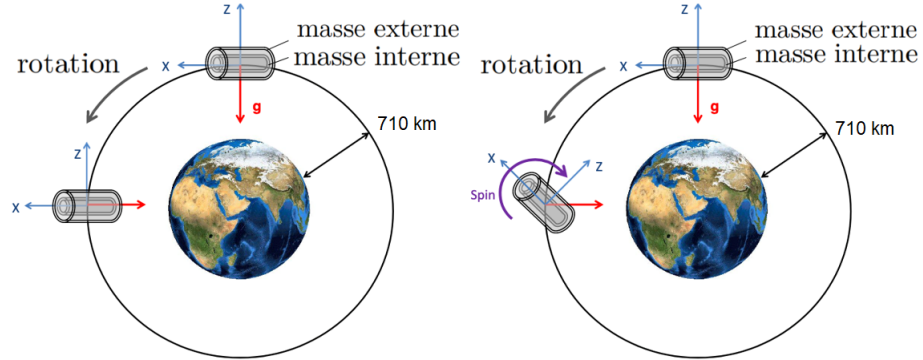 z
masse externe
masse interne
x
rotation
g
710 km
z
x
z
masse externe
masse interne
x
rotation
g
710 km
x
z
Spin